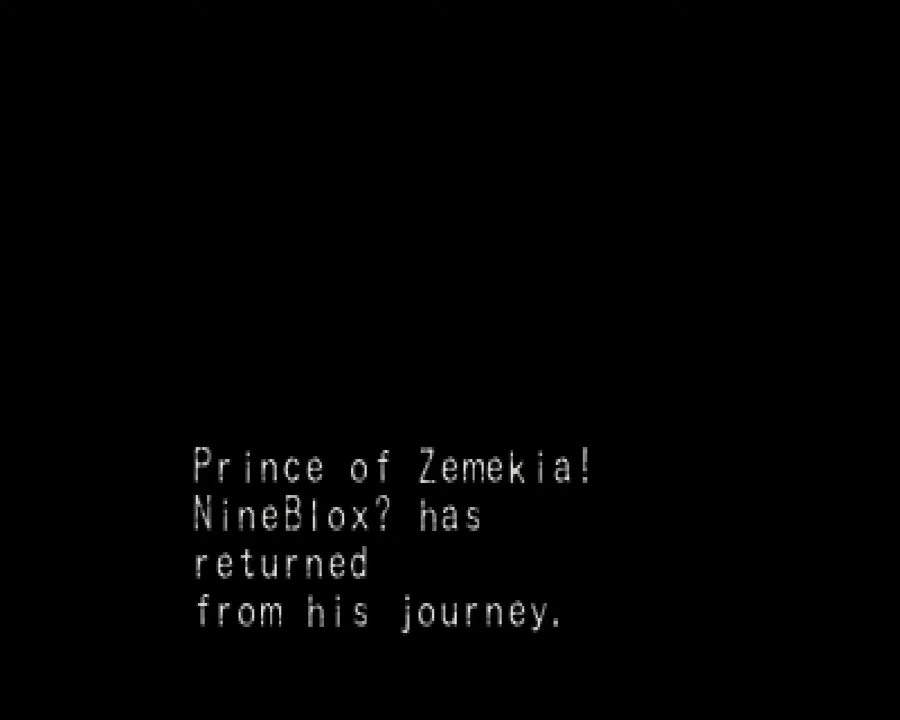 Prince of Zemekia!
NineBlox? has
returned
from his journey.